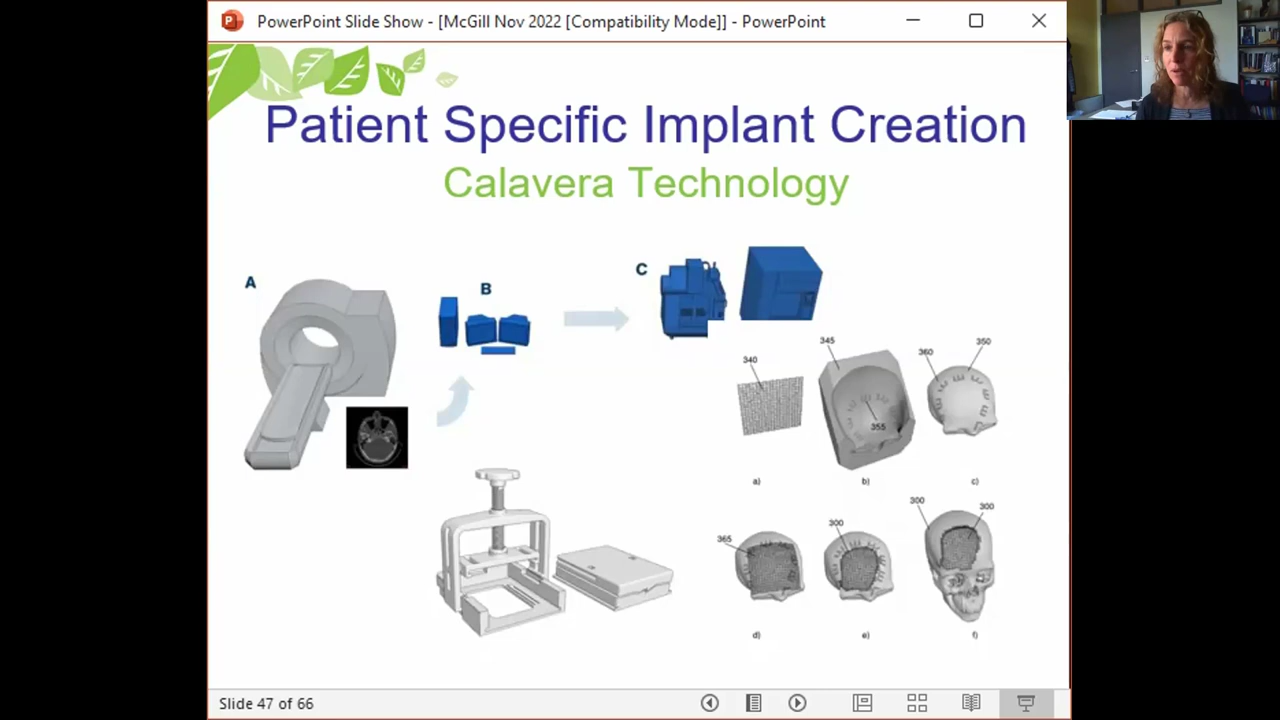 PowerPoint Slide Show - [McGill Nov 2022 [Compatibility Mode]] - PowerPoint
Patient Specific Implant Creation
Calavera Technology
A
B
C
340
345
355
360
350
a)
b)
c)
365
300
300
300
d)
e)
f)
Slide 47 of 66